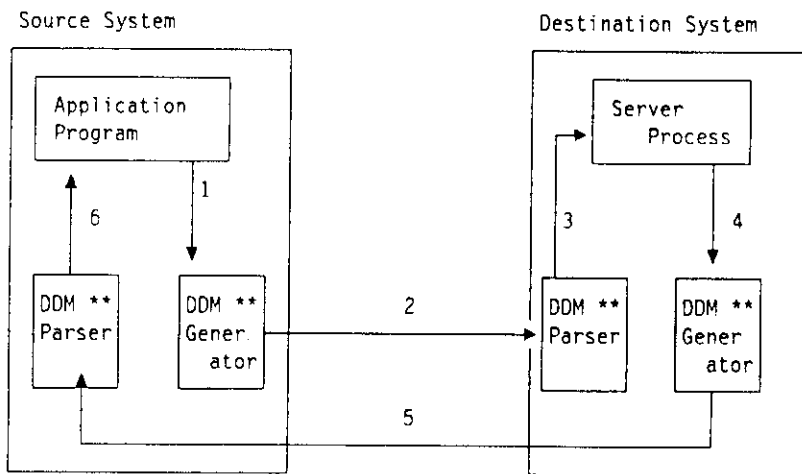 Source System
Destination System
Application
Program
Server
Process
1
6
3
4
DDM **
Parser
DDM **
Gener
ator
2
DDM **
Parser
DDM **
Gener
ator
5